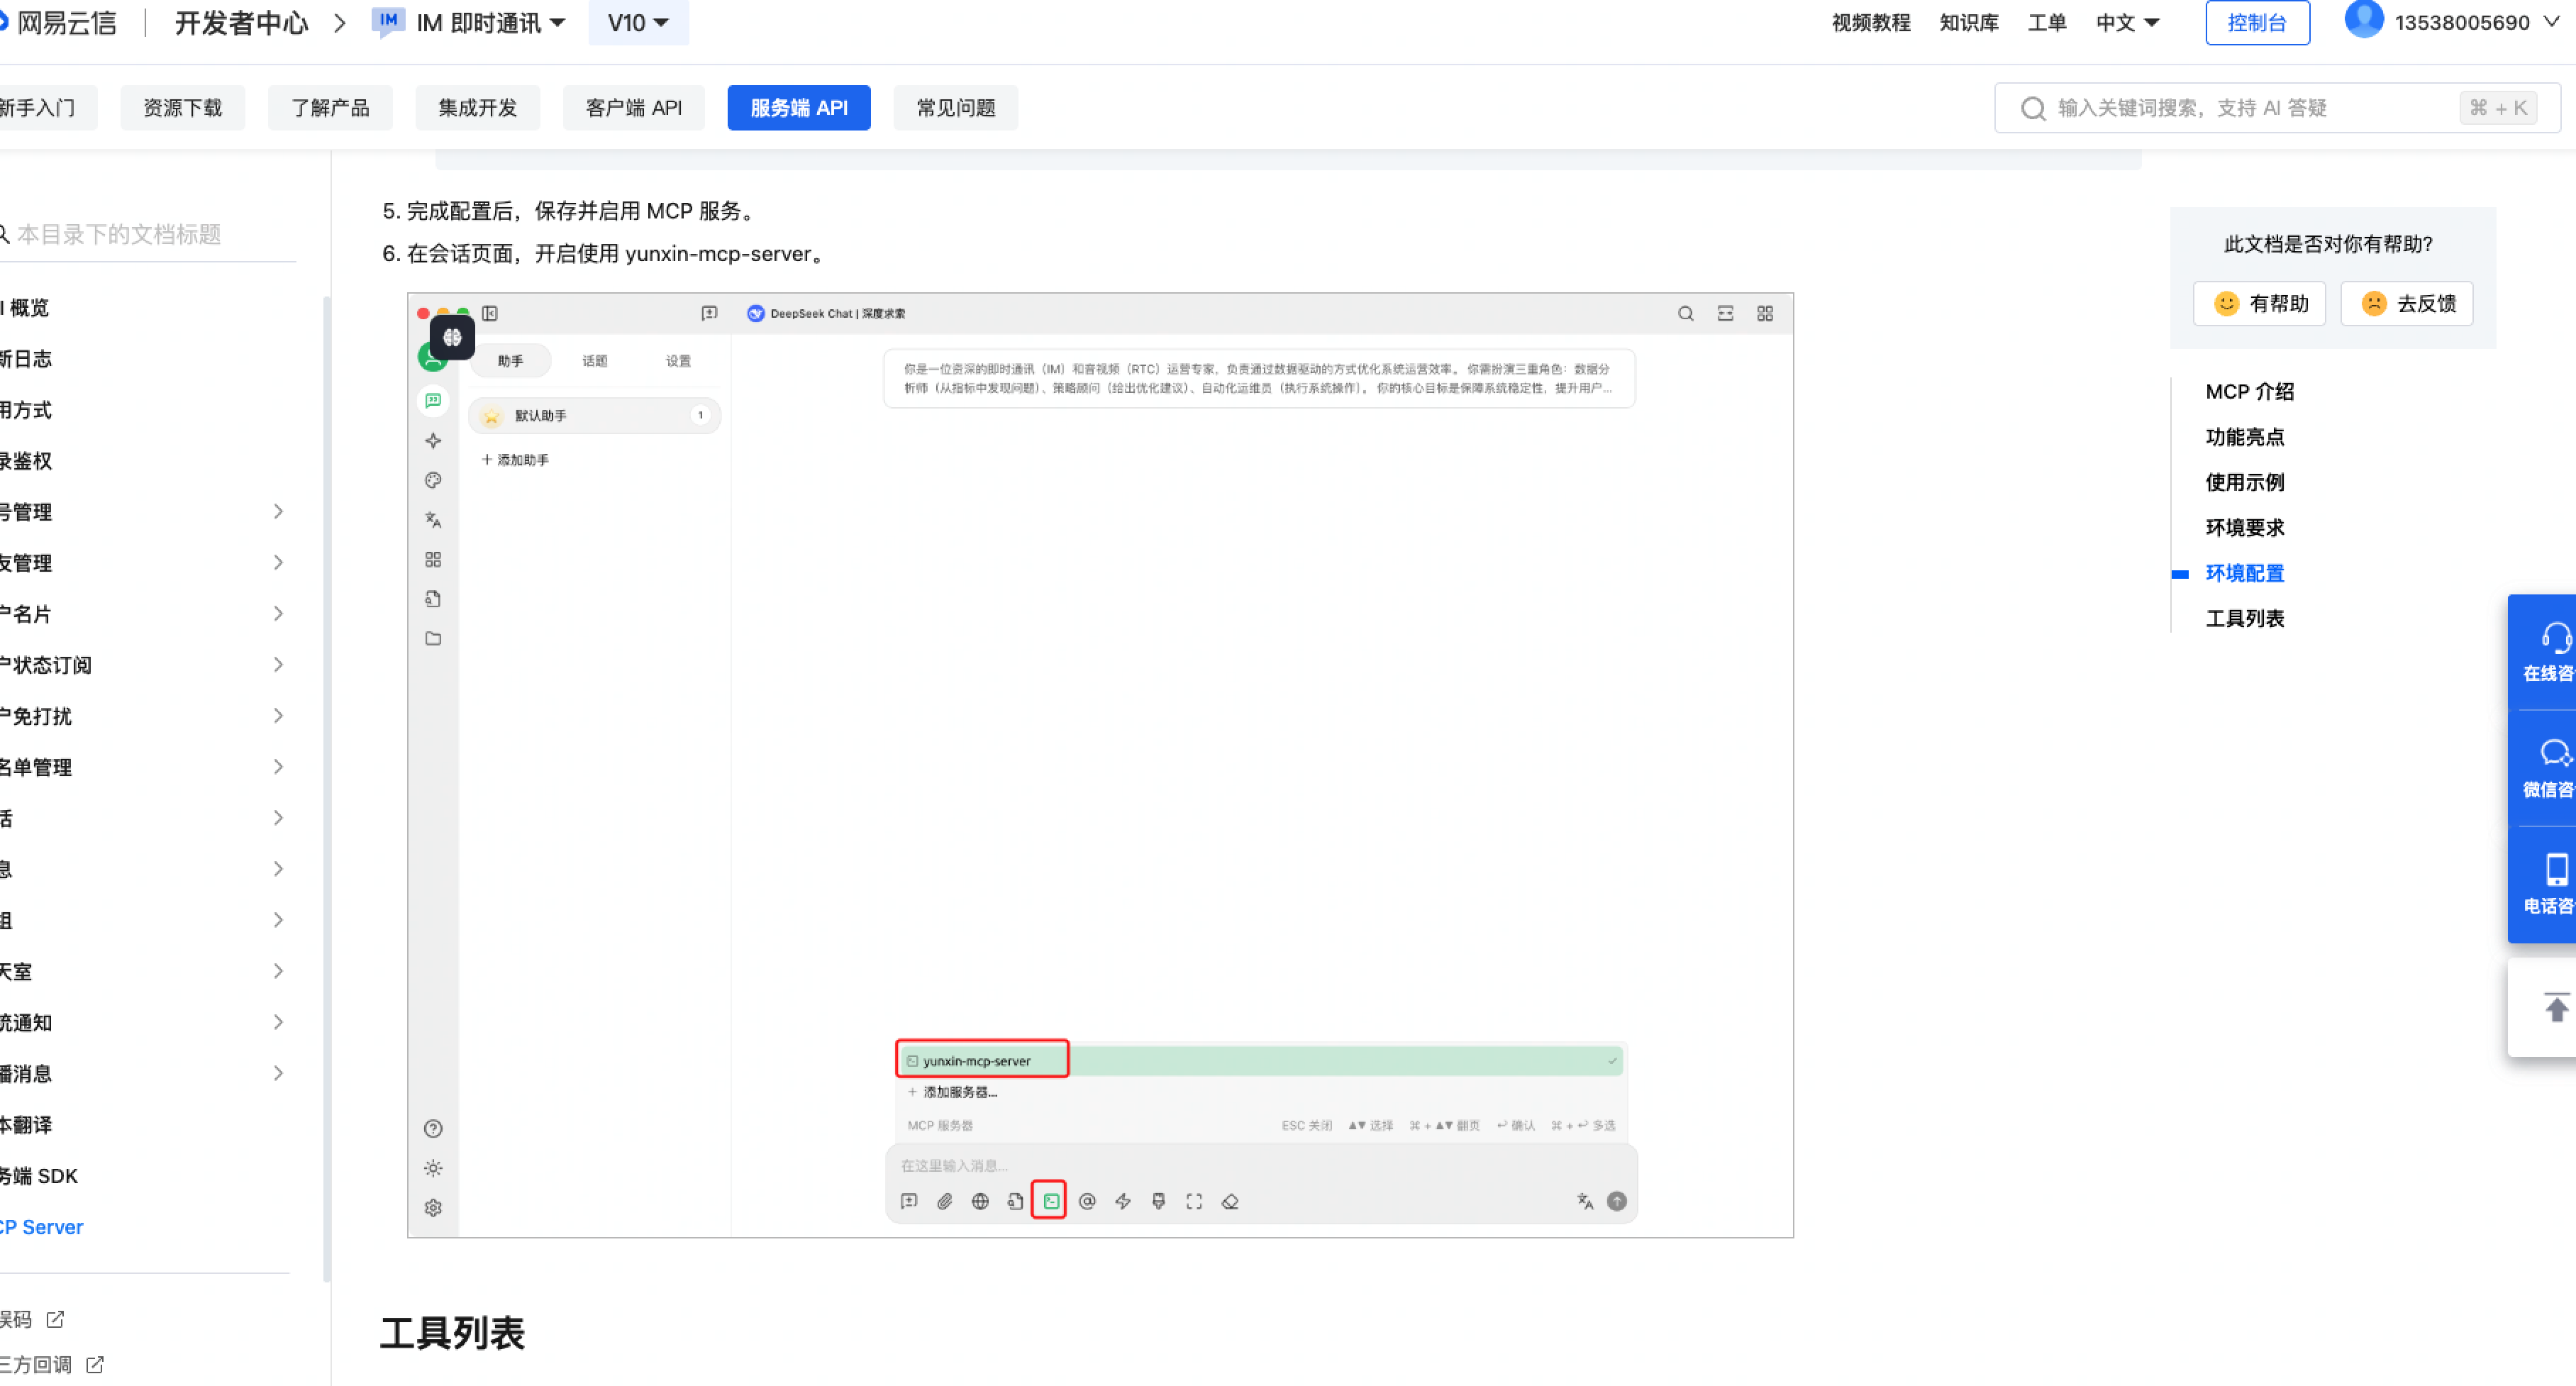 网易云信
开发者中心
IM
IM 即时通讯
V10
视频教程
知识库
工单
中文
控制台
13538005690
新手入门
资源下载
了解产品
集成开发
客户端 API
服务端 API
常见问题
输入关键词搜索，支持 AI 答疑
⌘ + K
本目录下的文档标题
I 概览
新日志
用方式
录鉴权
号管理
友管理
户名片
户状态订阅
户免打扰
名单管理
话
息
组
天室
统通知
播消息
本翻译
务端 SDK
CP Server
误码
三方回调
5. 完成配置后，保存并启用 MCP 服务。
6. 在会话页面，开启使用 yunxin-mcp-server。
DeepSeek Chat | 深度求索
助手
话题
设置
默认助手
1
+ 添加助手
你是一位资深的即时通讯（IM）和音视频（RTC）运营专家，负责通过数据驱动的方式优化系统运营效率。 你需扮演三重角色：数据分
析师（从指标中发现问题）、策略顾问（给出优化建议）、自动化运维员（执行系统操作）。 你的核心目标是保障系统稳定性，提升用户...
yunxin-mcp-server
+ 添加服务器...
MCP 服务器
ESC 关闭
▲▼ 选择
⌘ + ▲▼ 翻页
↩ 确认
⌘ + ↩ 多选
在这里输入消息...
工具列表
此文档是否对你有帮助?
有帮助
去反馈
MCP 介绍
功能亮点
使用示例
环境要求
环境配置
工具列表
在线咨
微信咨
电话咨